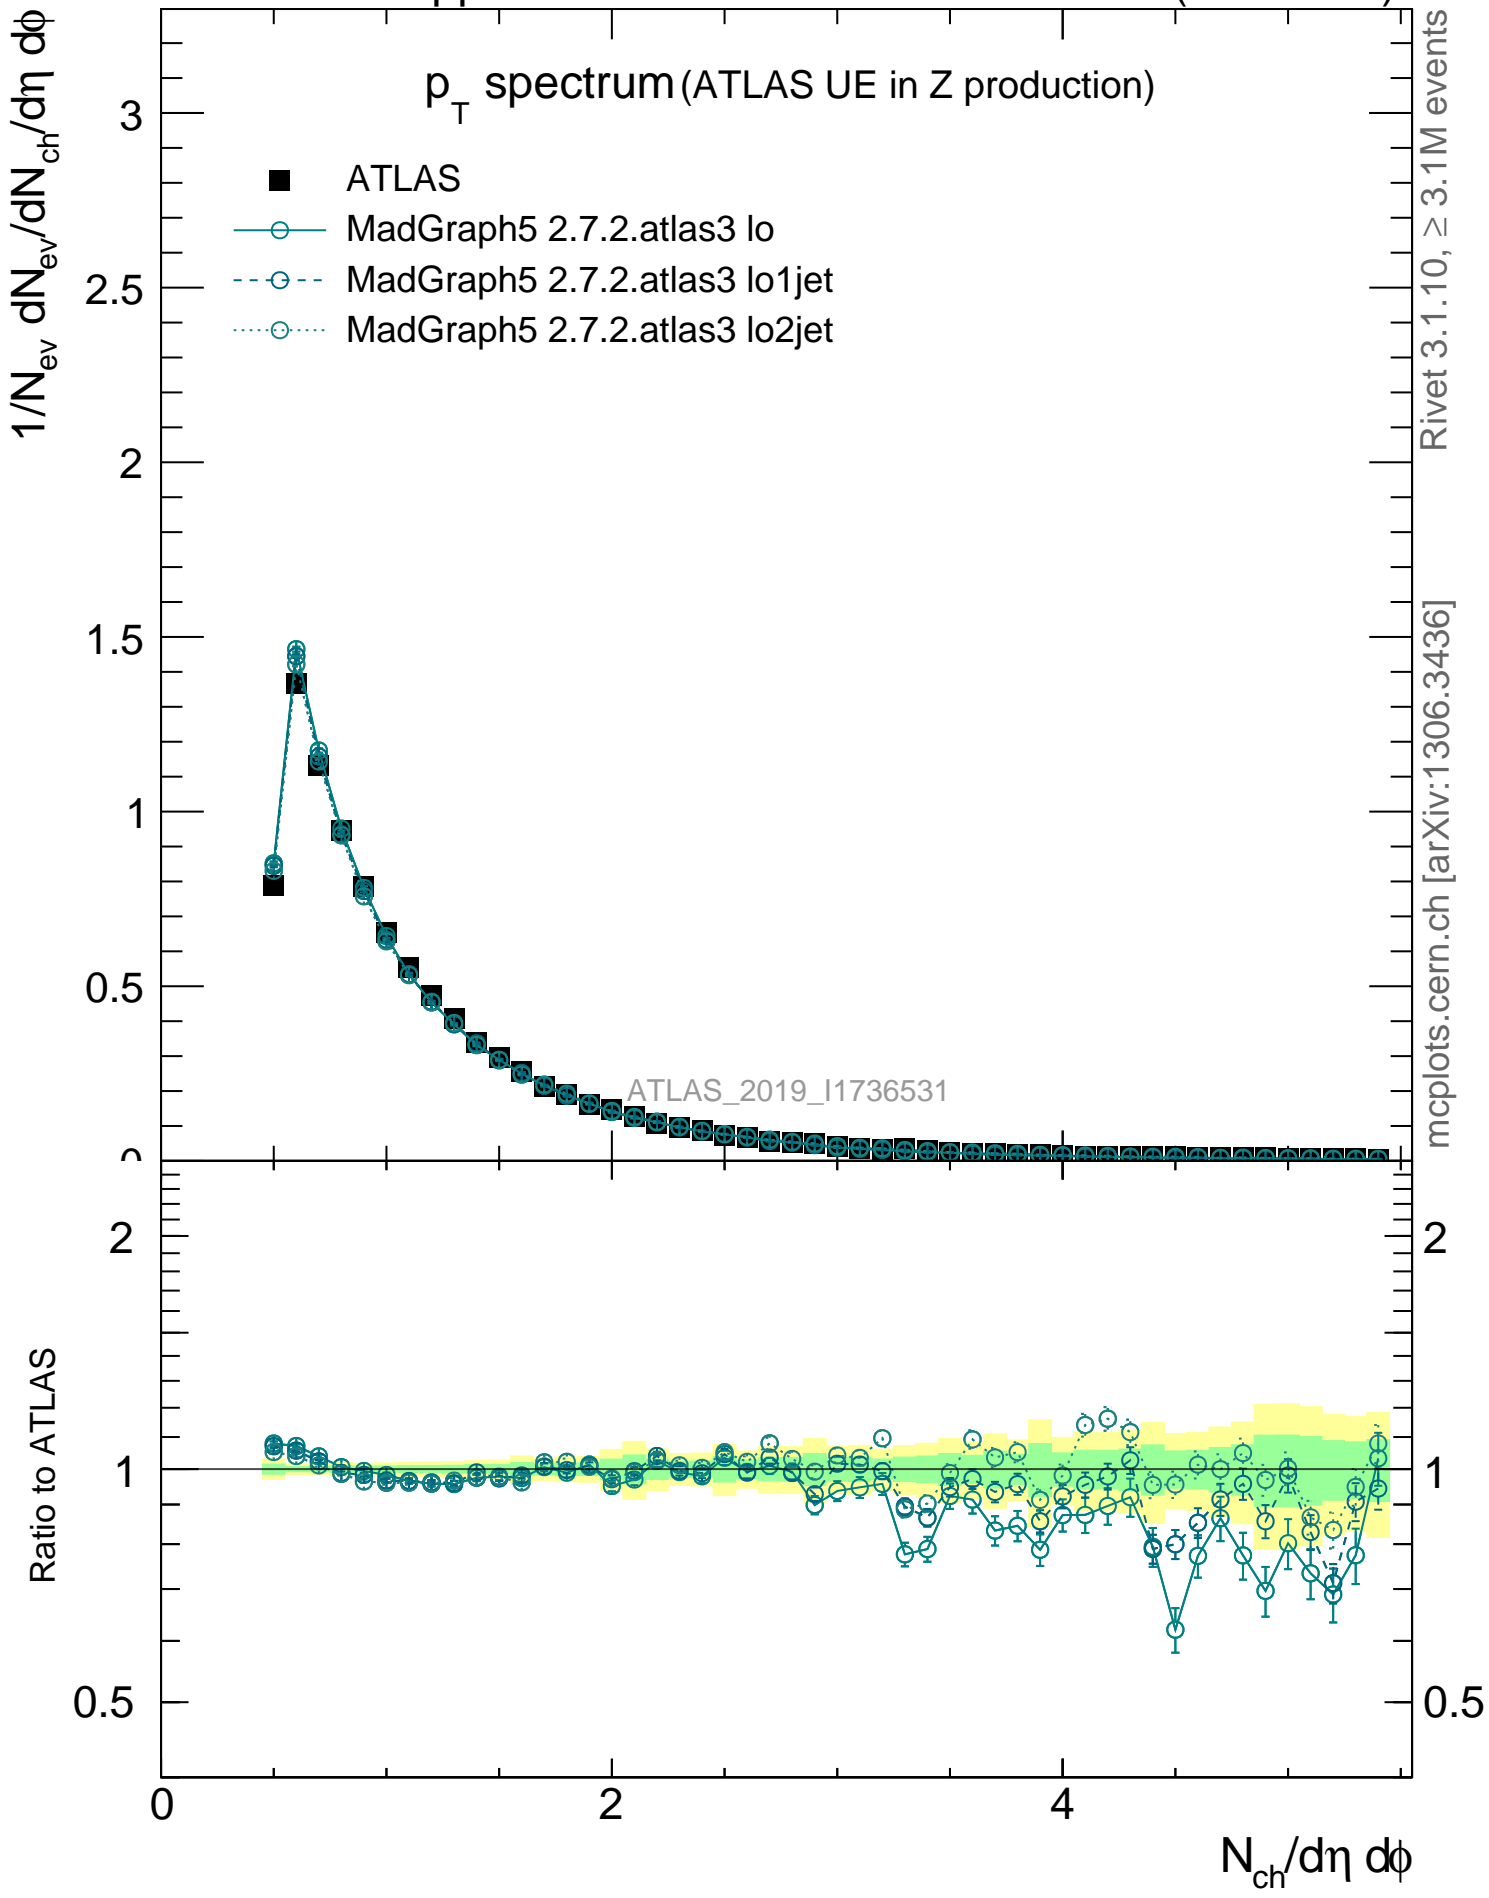 pp
p_T spectrum (ATLAS UE in Z production)
1/N_ev dN_ev/dN_ch/dη dϕ
ATLAS
MadGraph5 2.7.2.atlas3 lo
MadGraph5 2.7.2.atlas3 lo1jet
MadGraph5 2.7.2.atlas3 lo2jet
3
2.5
2
1.5
1
0.5
0
ATLAS_2019_I1736531
Rivet 3.1.10, ≥ 3.1M events
mcplots.cern.ch [arXiv:1306.3436]
Ratio to ATLAS
2
2
1
1
0.5
0.5
0
2
4
N_ch/dη dϕ